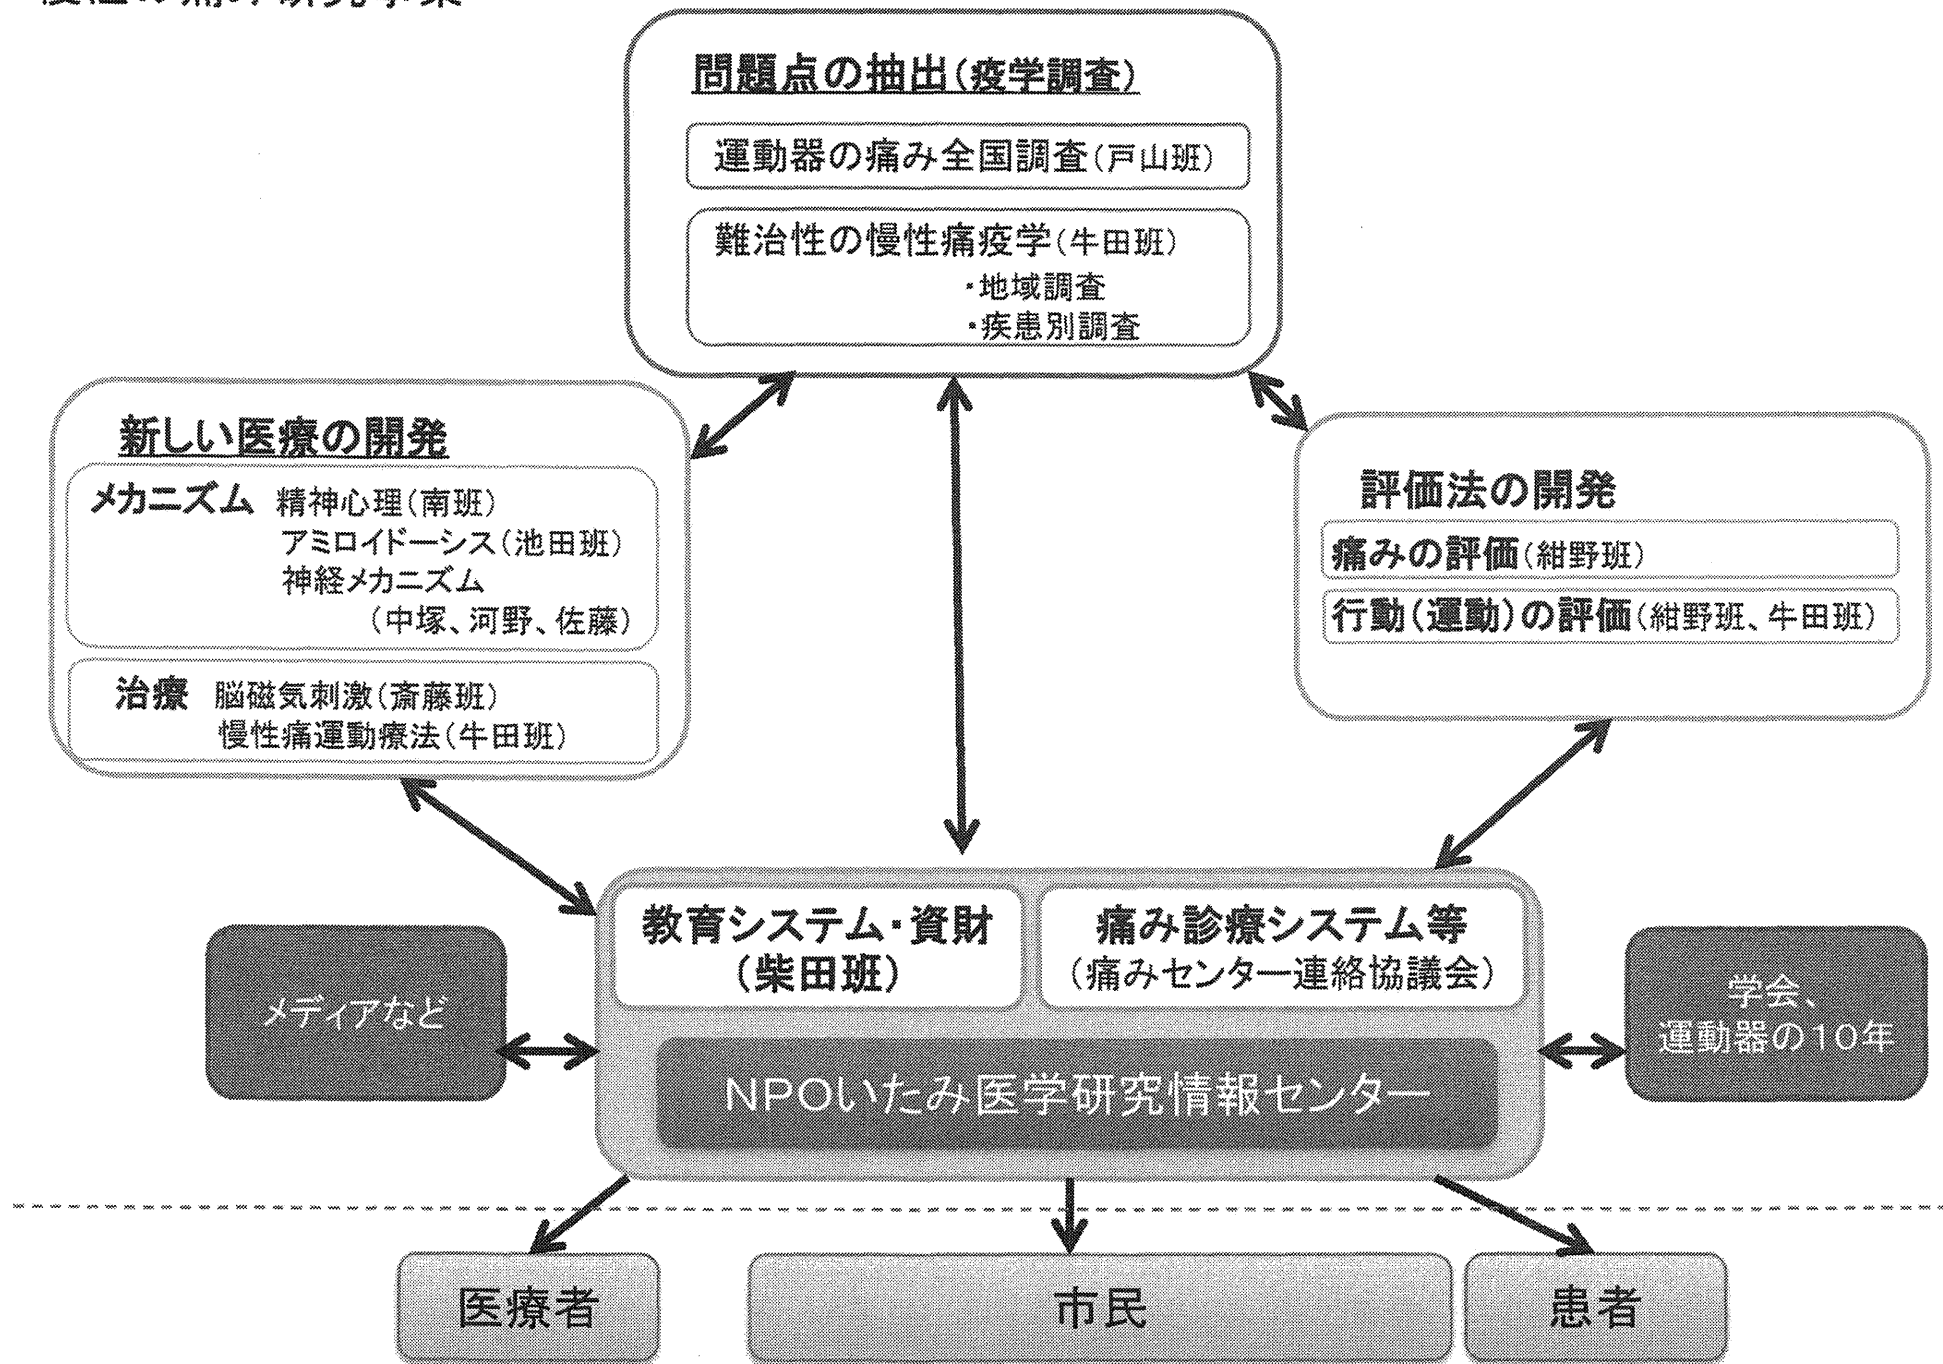 慢性の痛み研究事業
問題点の抽出(疫学調査)
運動器の痛み全国調査(戸山班)
難治性の慢性痛疫学(牛田班)
・地域調査
・疾患別調査
新しい医療の開発
メカニズム 精神心理(南班)
アミロイドーシス(池田班)
神経メカニズム
(中塚、河野、佐藤)
治療 脳磁気刺激(斎藤班)
慢性痛運動療法(牛田班)
評価法の開発
痛みの評価(紺野班)
行動(運動)の評価(紺野班、牛田班)
教育システム・資財
(柴田班)
痛み診療システム等
(痛みセンター連絡協議会)
メディアなど
学会、
運動器の10年
NPOいたみ医学研究情報センター
医療者
市民
患者